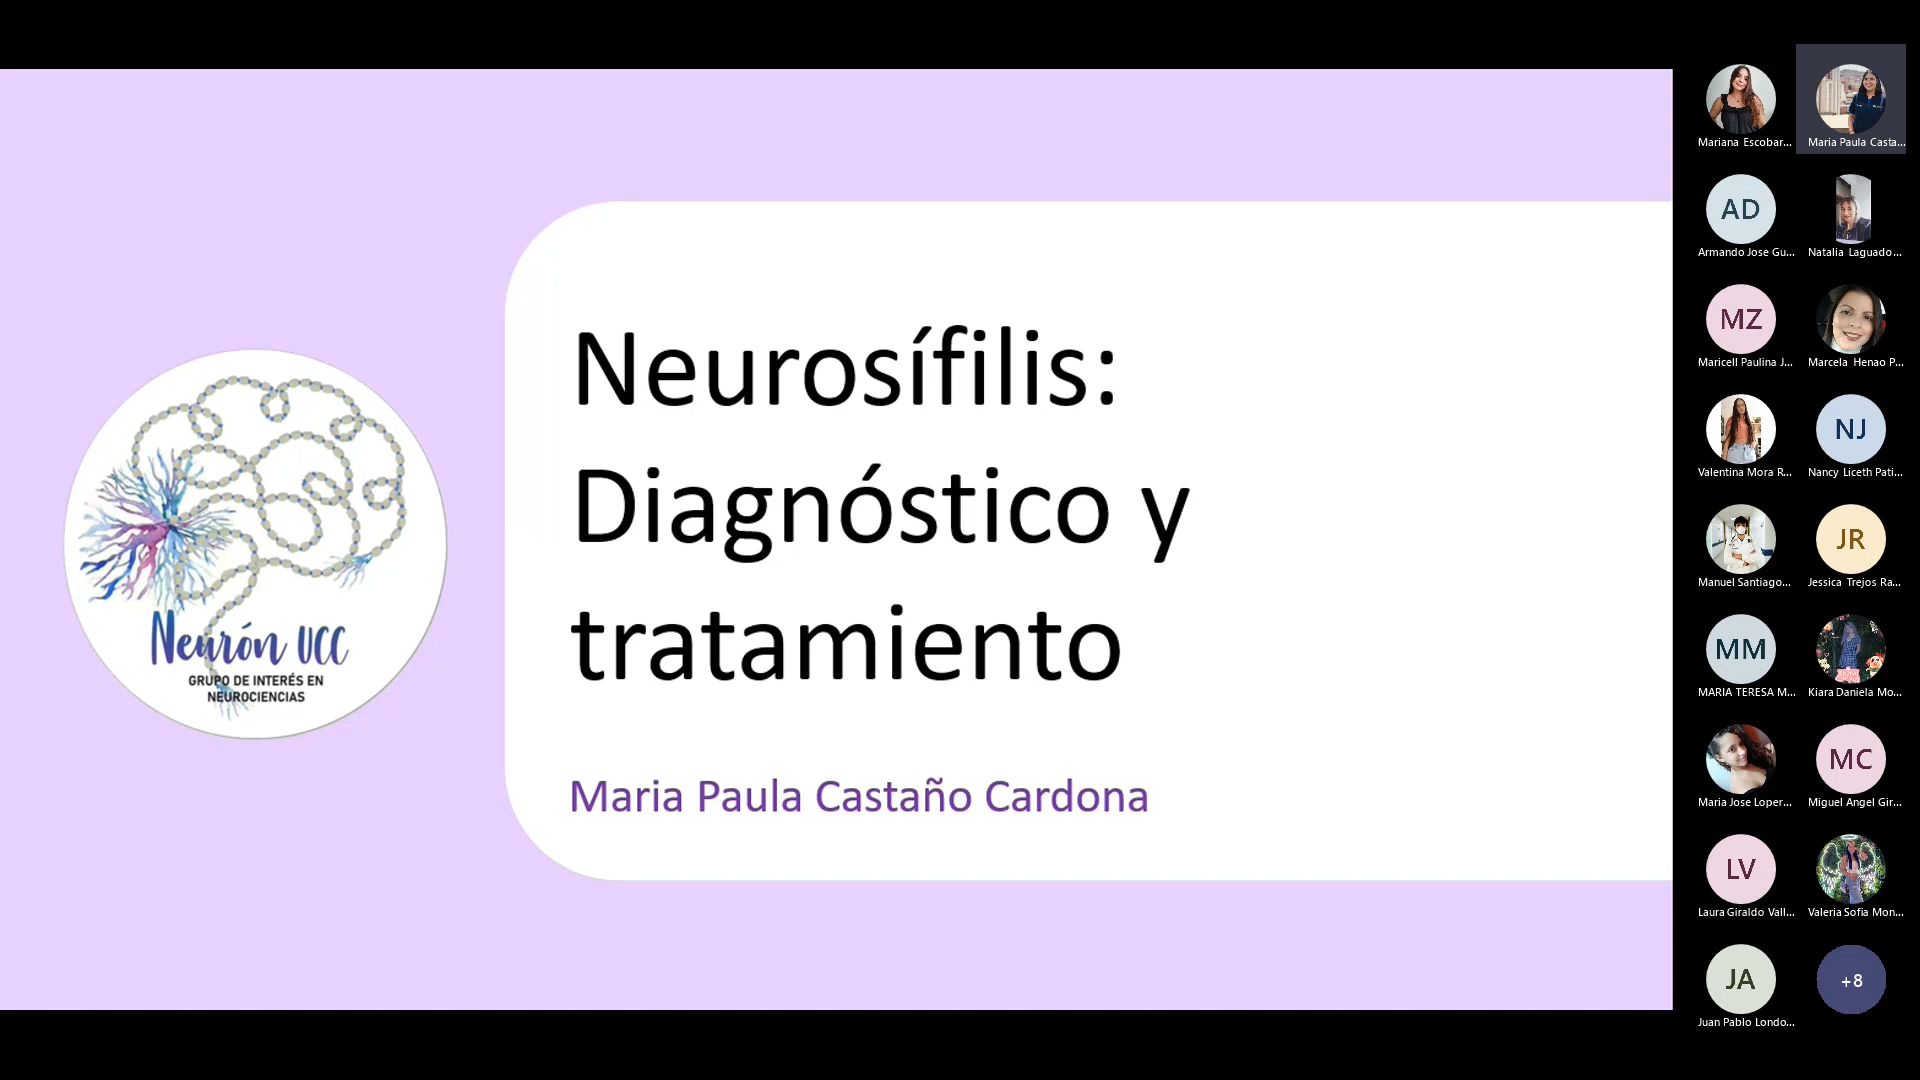 Neurosífilis:
Diagnóstico y
tratamiento
Maria Paula Castaño Cardona
Neurón UCC
GRUPO DE INTERÉS EN
NEUROCIENCIAS
Mariana Escobar...
Maria Paula Casta...
AD
Armando Jose Gu...
Natalia Laguado...
MZ
Maricell Paulina J...
Marcela Henao P...
Valentina Mora R...
NJ
Nancy Liceth Pati...
Manuel Santiago...
JR
Jessica Trejos Ra...
MM
MARIA TERESA M...
Kiara Daniela Mo...
Maria Jose Loper...
MC
Miguel Angel Gir...
LV
Laura Giraldo Vall...
Valeria Sofia Mon...
JA
Juan Pablo Londo...
+8